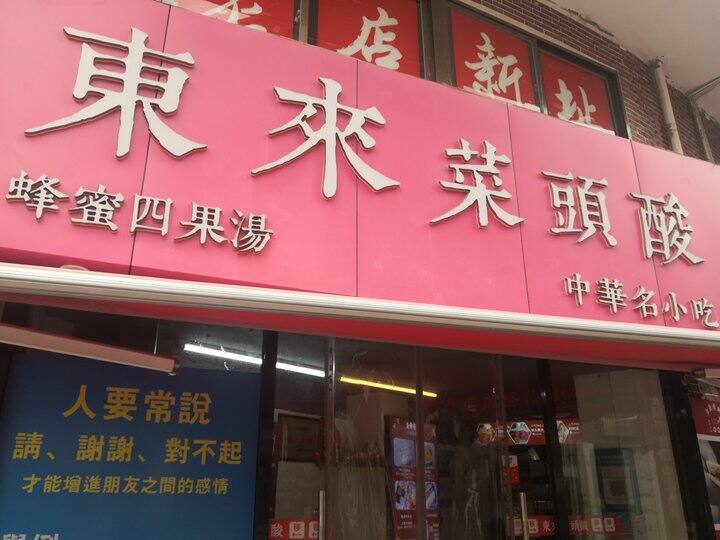 店新址
東來菜頭酸
蜂蜜四果湯
中華名小吃
人要常說
請、謝謝、對不起
才能增進朋友之間的感情